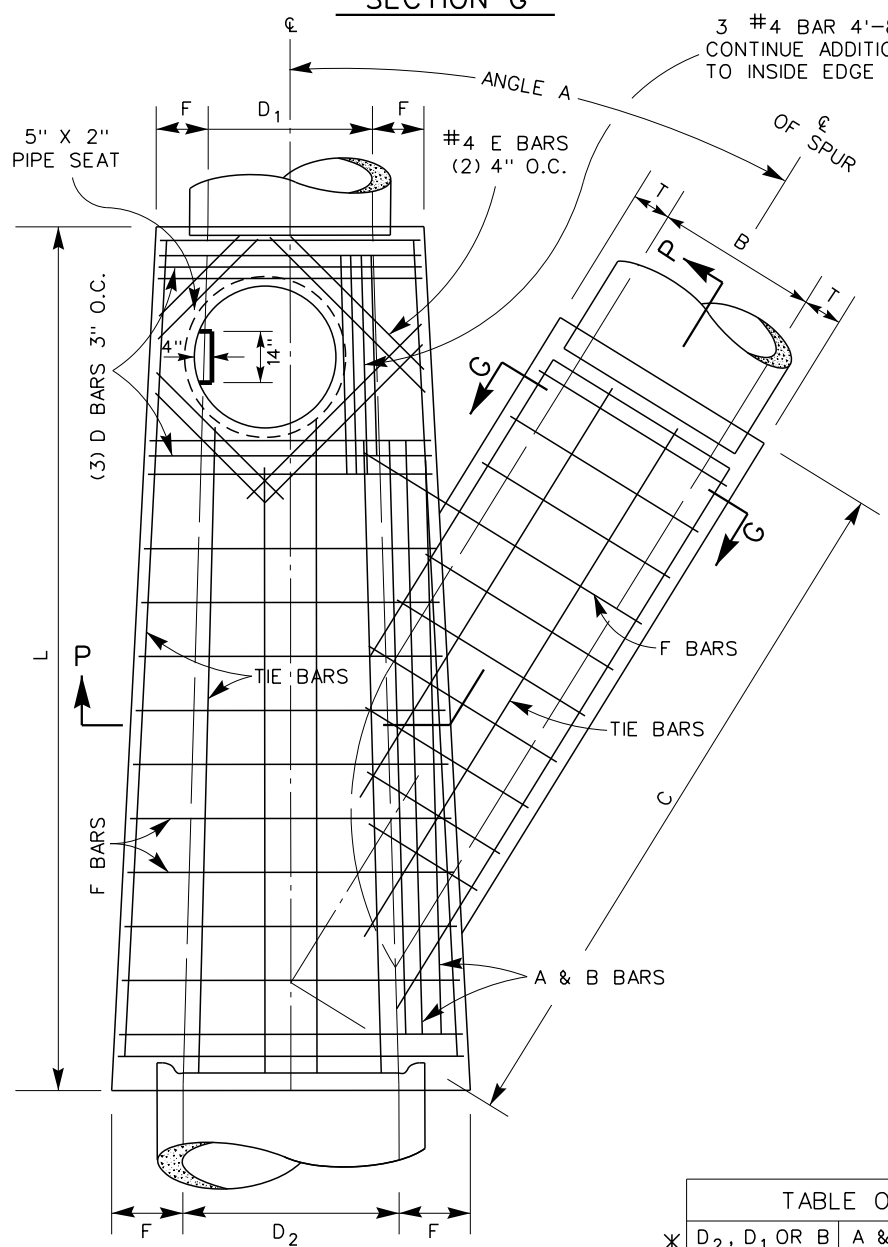 SECTION G
℄
3 #4 BAR 4'-8
CONTINUE ADDITIO
TO INSIDE EDGE
ANGLE A
℄
OF SPUR
F
D1
F
5" X 2"
PIPE SEAT
#4 E BARS
(2) 4" O.C.
T
B
T
P
(3) D BARS 3" O.C.
4"
14"
G
G
L
P
TIE BARS
F BARS
TIE BARS
C
F BARS
A & B BARS
F
D2
F
TABLE O
* D2, D1 OR B A &